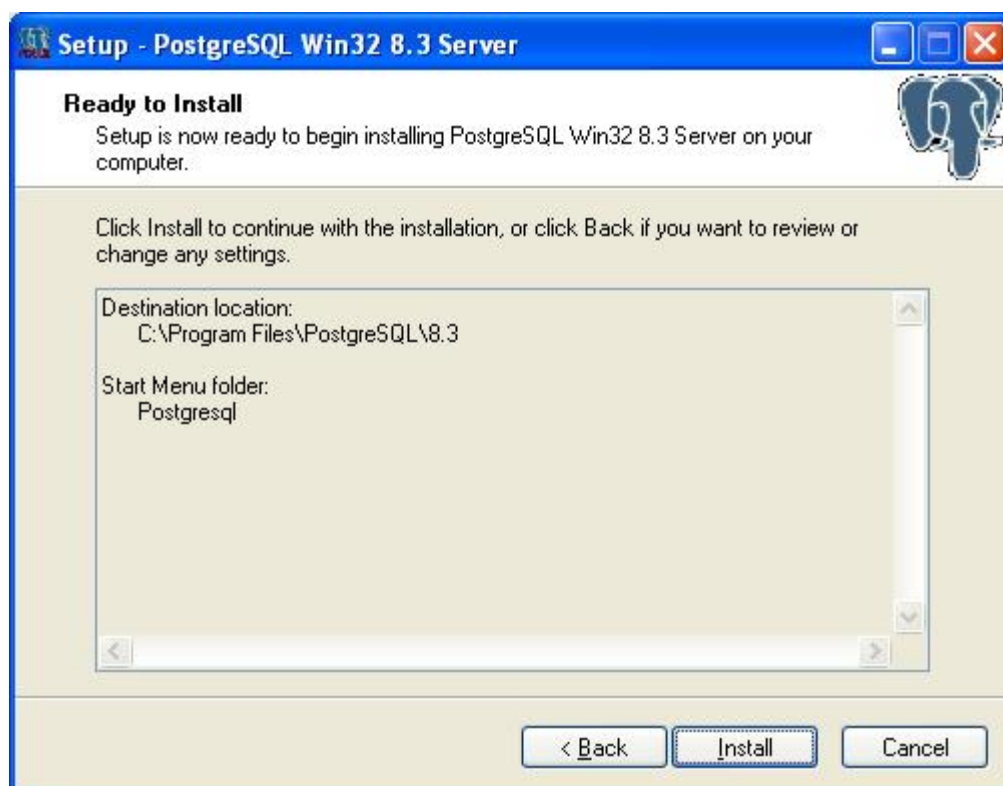 Setup - PostgreSQL Win32 8.3 Server
Ready to Install
Setup is now ready to begin installing PostgreSQL Win32 8.3 Server on your
computer.
Click Install to continue with the installation, or click Back if you want to review or
change any settings.
Destination location:
C:\Program Files\PostgreSQL\8.3
Start Menu folder:
Postgresql
< Back
Install
Cancel